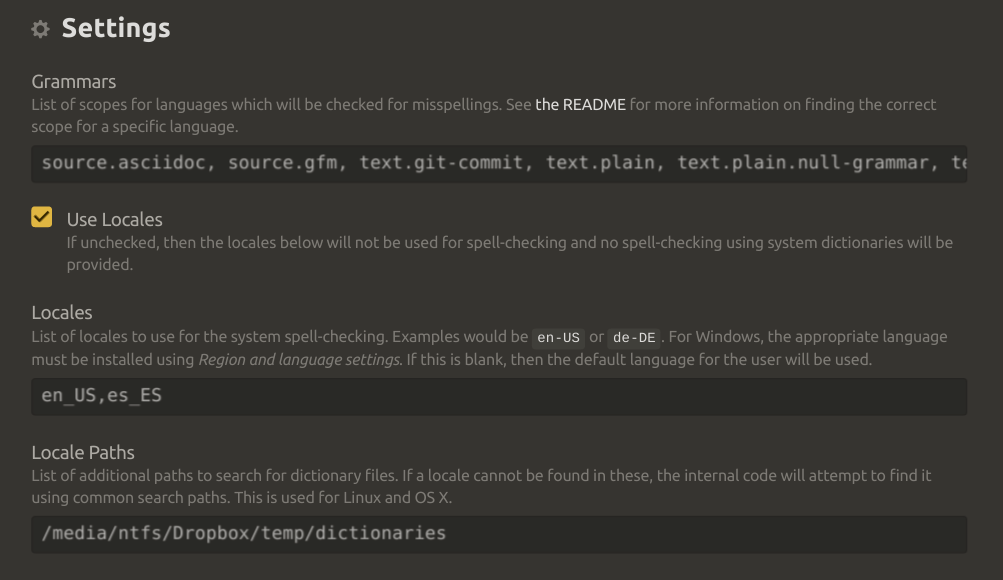 Settings
Grammars
List of scopes for languages which will be checked for misspellings. See the README for more information on finding the correct
scope for a specific language.
source.asciidoc, source.gfm, text.git-commit, text.plain, text.plain.null-grammar, te
Use Locales
If unchecked, then the locales below will not be used for spell-checking and no spell-checking using system dictionaries will be
provided.
Locales
List of locales to use for the system spell-checking. Examples would be en-US or de-DE. For Windows, the appropriate language
must be installed using Region and language settings. If this is blank, then the default language for the user will be used.
en_US,es_ES
Locale Paths
List of additional paths to search for dictionary files. If a locale cannot be found in these, the internal code will attempt to find it
using common search paths. This is used for Linux and OS X.
/media/ntfs/Dropbox/temp/dictionaries